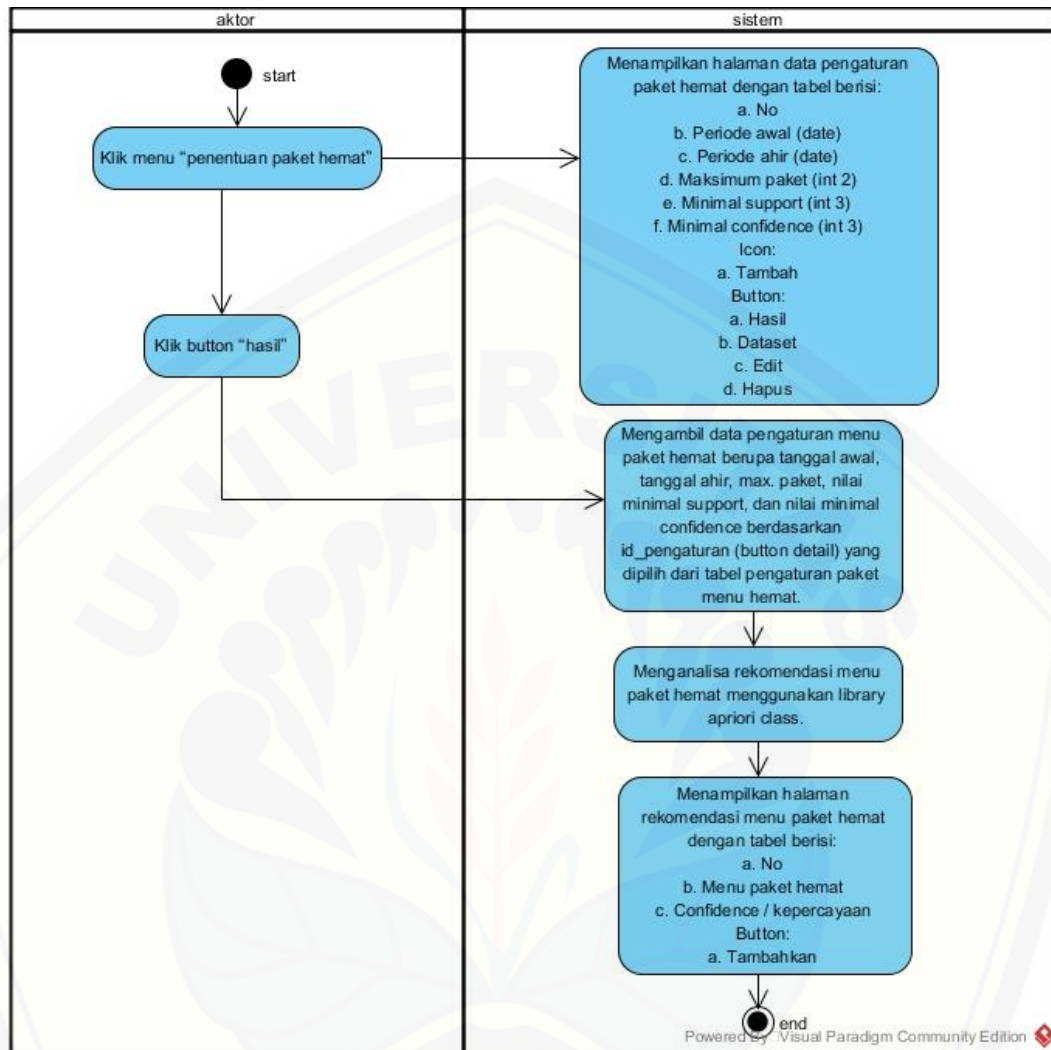 aktor
sistem
start
Klik menu "penentuan paket hemat"
Menampilkan halaman data pengaturan
paket hemat dengan tabel berisi:
a. No
b. Periode awal (date)
c. Periode ahir (date)
d. Maksimum paket (int 2)
e. Minimal support (int 3)
f. Minimal confidence (int 3)
Icon:
a. Tambah
Button:
a. Hasil
b. Dataset
c. Edit
d. Hapus
Klik button "hasil"
Mengambil data pengaturan menu
paket hemat berupa tanggal awal,
tanggal ahir, max. paket, nilai
minimal support, dan nilai minimal
confidence berdasarkan
id_pengaturan (button detail) yang
dipilih dari tabel pengaturan paket
menu hemat.
Menganalisa rekomendasi menu
paket hemat menggunakan library
apriori class.
Menampilkan halaman
rekomendasi menu paket hemat
dengan tabel berisi:
a. No
b. Menu paket hemat
c. Confidence / kepercayaan
Button:
a. Tambahkan
end
Powered By Visual Paradigm Community Edition